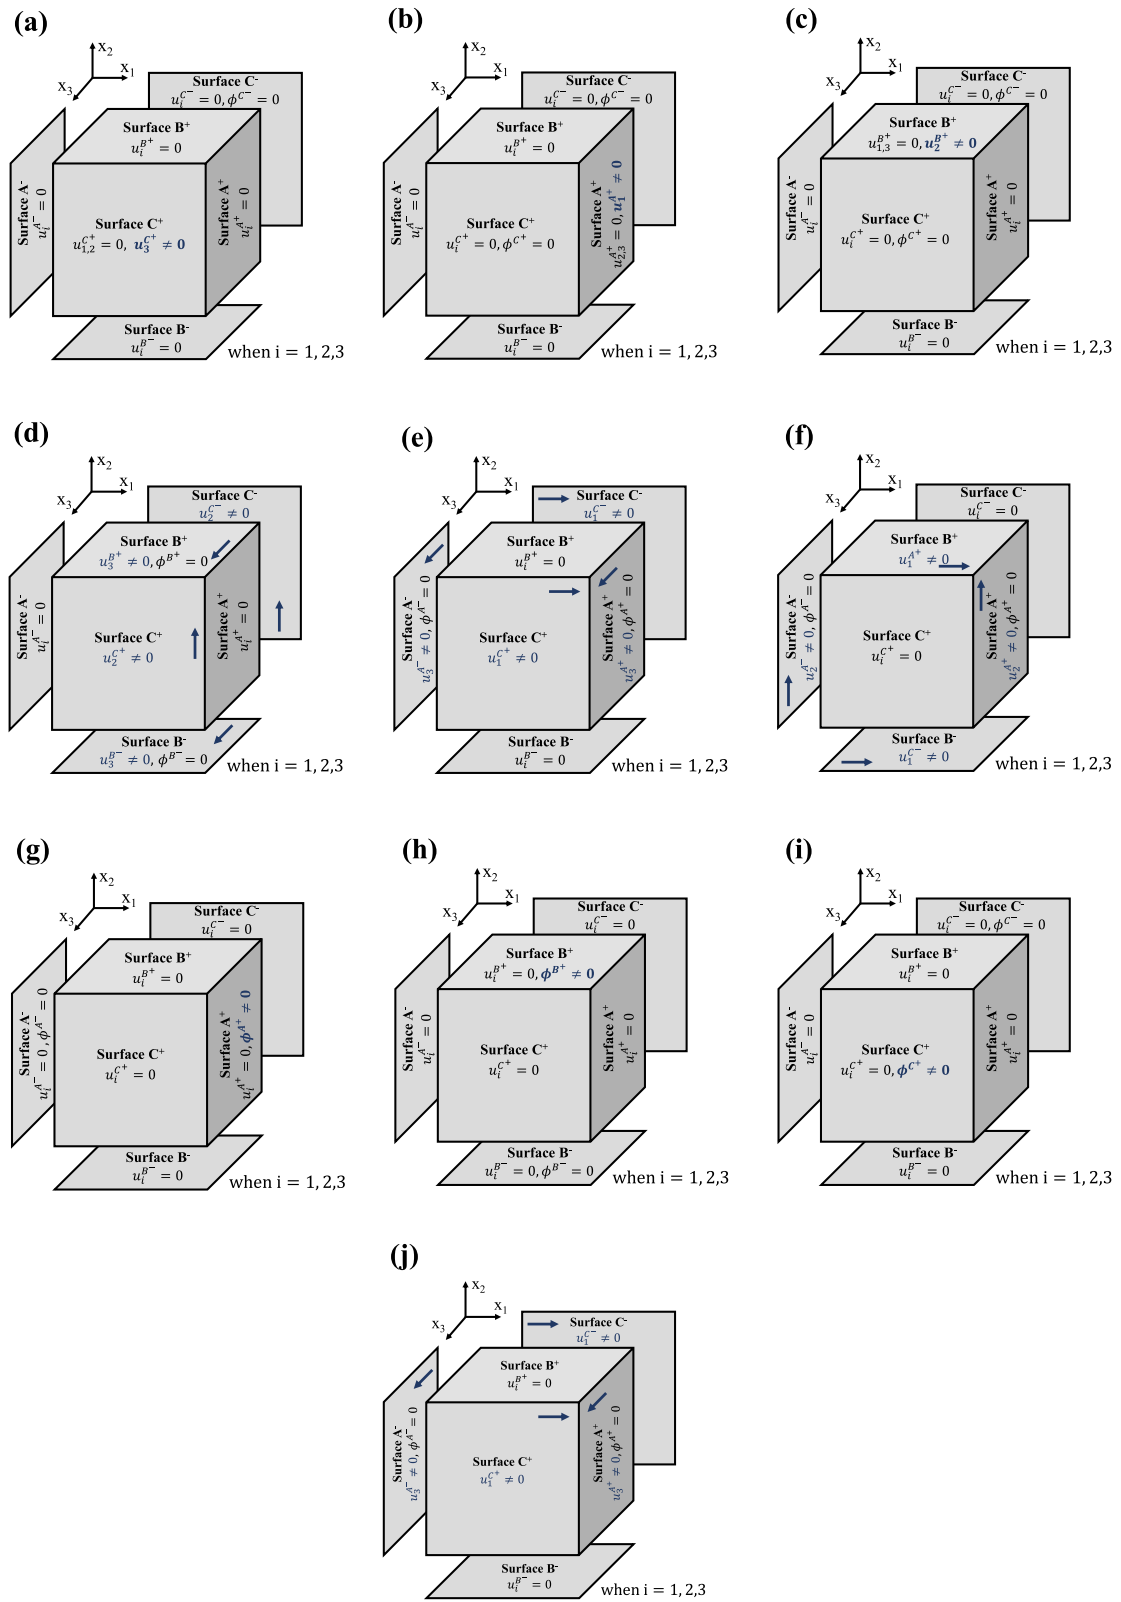 (a)
x₂
x₁
x₃
Surface C⁻
u_i^{C−} = 0, ϕ^{C−} = 0
Surface B⁺
u_i^{B+} = 0
Surface A⁻
u_i^{A−} = 0
Surface C⁺
u_{1,2}^{C+} = 0, u_3^{C+} ≠ 0
Surface A⁺
u_i^{A+} = 0
Surface B⁻
u_i^{B−} = 0
when i = 1, 2,3
(b)
x₂
x₁
x₃
Surface C⁻
u_i^{C−} = 0, ϕ^{C−} = 0
Surface B⁺
u_i^{B+} = 0
Surface A⁻
u_i^{A−} = 0
Surface C⁺
u_i^{C+} = 0, ϕ^{C+} = 0
Surface A⁺
u_{2,3}^{A+} = 0, u_1^{A+} ≠ 0
Surface B⁻
u_i^{B−} = 0
when i = 1, 2,3
(c)
x₂
x₁
x₃
Surface C⁻
u_i^{C−} = 0, ϕ^{C−} = 0
Surface B⁺
u_{1,3}^{B+} = 0, u_2^{B+} ≠ 0
Surface A⁻
u_i^{A−} = 0
Surface C⁺
u_i^{C+} = 0, ϕ^{C+} = 0
Surface A⁺
u_i^{A+} = 0
Surface B⁻
u_i^{B−} = 0
when i = 1, 2,3
(d)
x₂
x₁
x₃
Surface C⁻
u_2^{C−} ≠ 0
Surface B⁺
u_3^{B+} ≠ 0, ϕ^{B+} = 0
Surface A⁻
u_i^{A−} = 0
Surface C⁺
u_2^{C+} ≠ 0
Surface A⁺
u_i^{A+} = 0
Surface B⁻
u_3^{B−} ≠ 0, ϕ^{B−} = 0
when i = 1, 2,3
(e)
x₂
x₁
x₃
Surface C⁻
u_1^{C−} ≠ 0
Surface B⁺
u_i^{B+} = 0
Surface A⁻
u_3^{A−} ≠ 0, ϕ^{A−} = 0
Surface C⁺
u_1^{C+} ≠ 0
Surface A⁺
u_3^{A+} ≠ 0, ϕ^{A+} = 0
Surface B⁻
u_i^{B−} = 0
when i = 1, 2,3
(f)
x₂
x₁
x₃
Surface C⁻
u_i^{C−} = 0
Surface B⁺
u_1^{A+} ≠ 0
Surface A⁻
u_2^{A−} ≠ 0, ϕ^{A−} = 0
Surface C⁺
u_i^{C+} = 0
Surface A⁺
u_2^{A+} ≠ 0, ϕ^{A+} = 0
Surface B⁻
u_1^{C−} ≠ 0
when i = 1, 2,3
(g)
x₂
x₁
x₃
Surface C⁻
u_i^{C−} = 0
Surface B⁺
u_i^{B+} = 0
Surface A⁻
u_i^{A−} = 0, ϕ^{A−} = 0
Surface C⁺
u_i^{C+} = 0
Surface A⁺
u_i^{A+} = 0, ϕ^{A+} ≠ 0
Surface B⁻
u_i^{B−} = 0
when i = 1, 2,3
(h)
x₂
x₁
x₃
Surface C⁻
u_i^{C−} = 0
Surface B⁺
u_i^{B+} = 0, ϕ^{B+} ≠ 0
Surface A⁻
u_i^{A−} = 0
Surface C⁺
u_i^{C+} = 0
Surface A⁺
u_i^{A+} = 0
Surface B⁻
u_i^{B−} = 0, ϕ^{B−} = 0
when i = 1, 2,3
(i)
x₂
x₁
x₃
Surface C⁻
u_i^{C−} = 0, ϕ^{C−} = 0
Surface B⁺
u_i^{B+} = 0
Surface A⁻
u_i^{A−} = 0
Surface C⁺
u_i^{C+} = 0, ϕ^{C+} ≠ 0
Surface A⁺
u_i^{A+} = 0
Surface B⁻
u_i^{B−} = 0
when i = 1, 2,3
(j)
x₂
x₁
x₃
Surface C⁻
u_1^{C−} ≠ 0
Surface B⁺
u_i^{B+} = 0
Surface A⁻
u_3^{A−} ≠ 0, ϕ^{A−} = 0
Surface C⁺
u_1^{C+} ≠ 0
Surface A⁺
u_3^{A+} ≠ 0, ϕ^{A+} = 0
Surface B⁻
u_i^{B−} = 0
when i = 1, 2,3